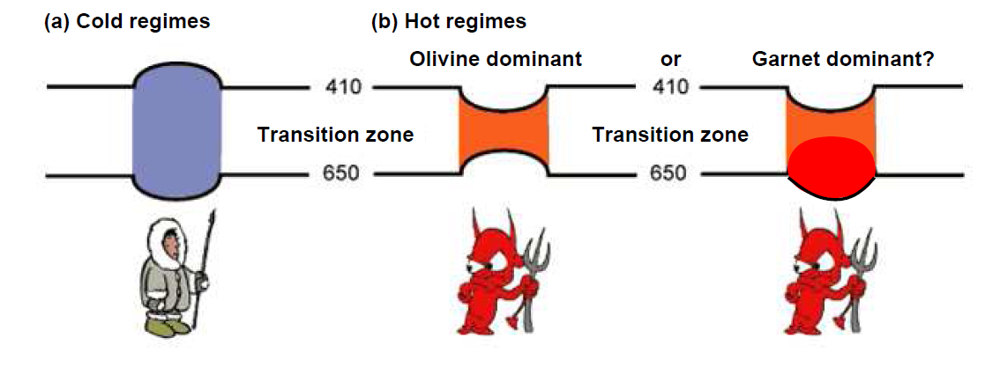 (a) Cold regimes
(b) Hot regimes
Olivine dominant or Garnet dominant?
410 410
Transition zone Transition zone
650 650